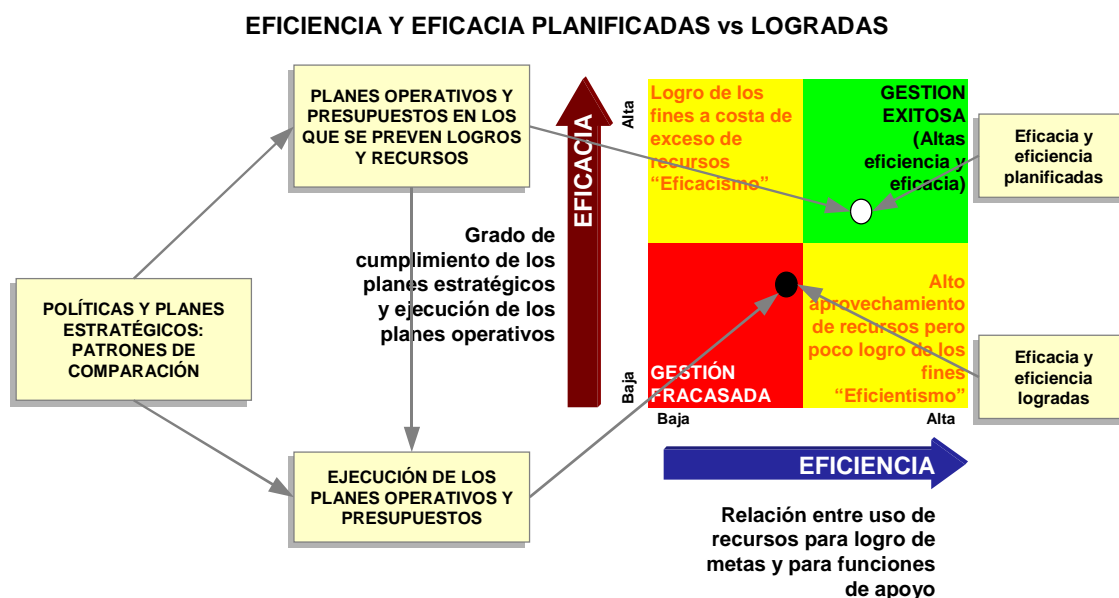 EFICIENCIA Y EFICACIA PLANIFICADAS vs LOGRADAS
PLANES OPERATIVOS Y
PRESUPUESTOS EN LOS
QUE SE PREVEN LOGROS
Y RECURSOS
POLÍTICAS Y PLANES
ESTRATÉGICOS:
PATRONES DE
COMPARACIÓN
EJECUCIÓN DE LOS
PLANES OPERATIVOS Y
PRESUPUESTOS
Grado de
cumplimiento de los
planes estratégicos
y ejecución de los
planes operativos
EFICACIA
Alta
Baja
Logro de los
fines a costa de
exceso de
recursos
“Eficacismo”
GESTION
EXITOSA
(Altas
eficiencia y
eficacia)
GESTIÓN
FRACASADA
Alto
aprovechamiento
de recursos pero
poco logro de los
fines
“Eficientismo”
Baja
Alta
EFICIENCIA
Relación entre uso de
recursos para logro de
metas y para funciones
de apoyo
Eficacia y
eficiencia
planificadas
Eficacia y
eficiencia
logradas